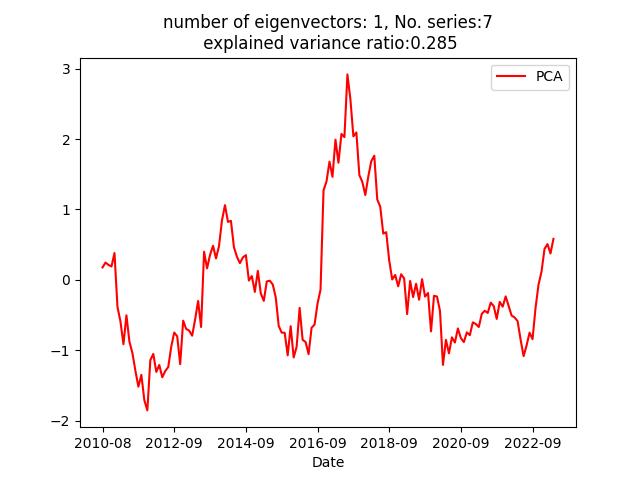 number of eigenvectors: 1, No. series:7
explained variance ratio:0.285
PCA
3
2
1
0
−1
−2
2010-08 2012-09 2014-09 2016-09 2018-09 2020-09 2022-09
Date